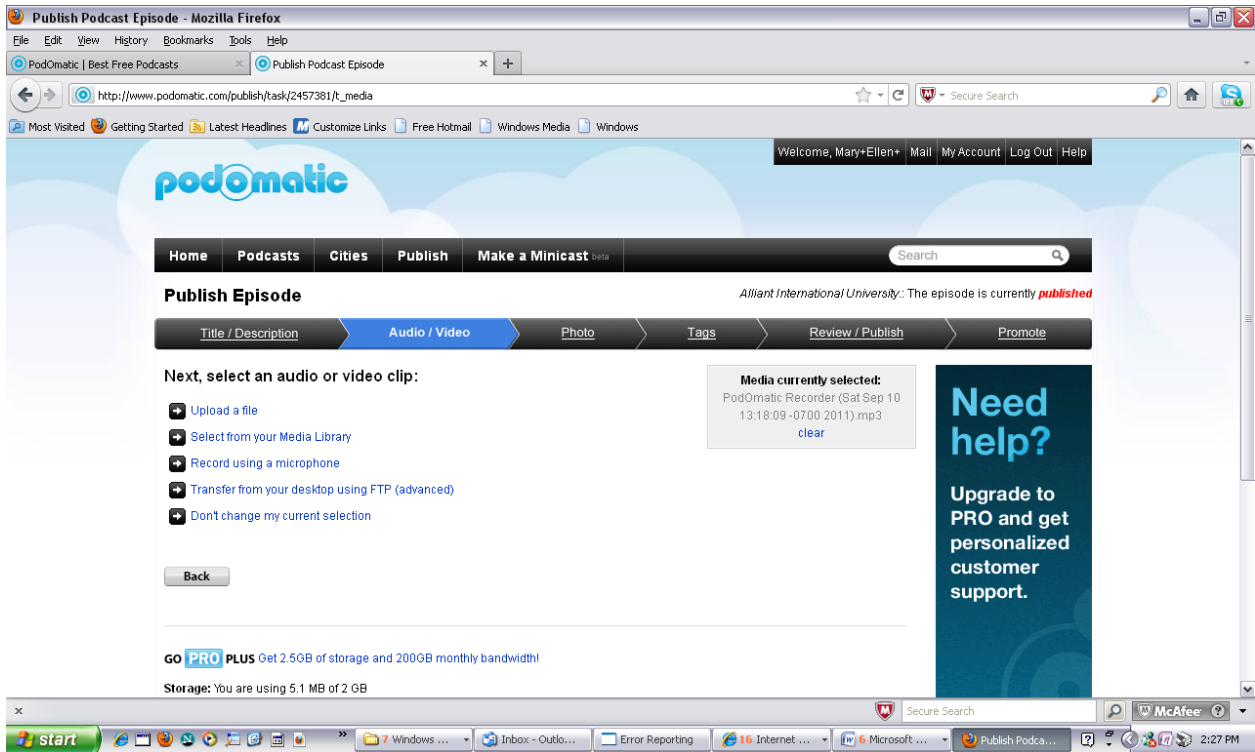 Publish Podcast Episode - Mozilla Firefox
File Edit View History Bookmarks Tools Help
PodOmatic | Best Free Podcasts × Publish Podcast Episode × +
http://www.podomatic.com/publish/task/2457381/t_media Secure Search
Most Visited Getting Started Latest Headlines Customize Links Free Hotmail Windows Media Windows
Welcome, Mary+Ellen+ Mail My Account Log Out Help
podomatic
Home Podcasts Cities Publish Make a Minicast beta Search
Publish Episode Alliant International University:: The episode is currently published
Title / Description Audio / Video Photo Tags Review / Publish Promote
Next, select an audio or video clip:
Upload a file
Select from your Media Library
Record using a microphone
Transfer from your desktop using FTP (advanced)
Don't change my current selection
Back
Media currently selected:
PodOmatic Recorder (Sat Sep 10
13:18:09 -0700 2011).mp3
clear
Need
help?
Upgrade to
PRO and get
personalized
customer
support.
GO PRO PLUS Get 2.5GB of storage and 200GB monthly bandwidth!
Storage: You are using 5.1 MB of 2 GB
× Secure Search McAfee
start 7 Windows ... Inbox - Outlo... Error Reporting 16 Internet ... 6 Microsoft ... Publish Podca... 2:27 PM